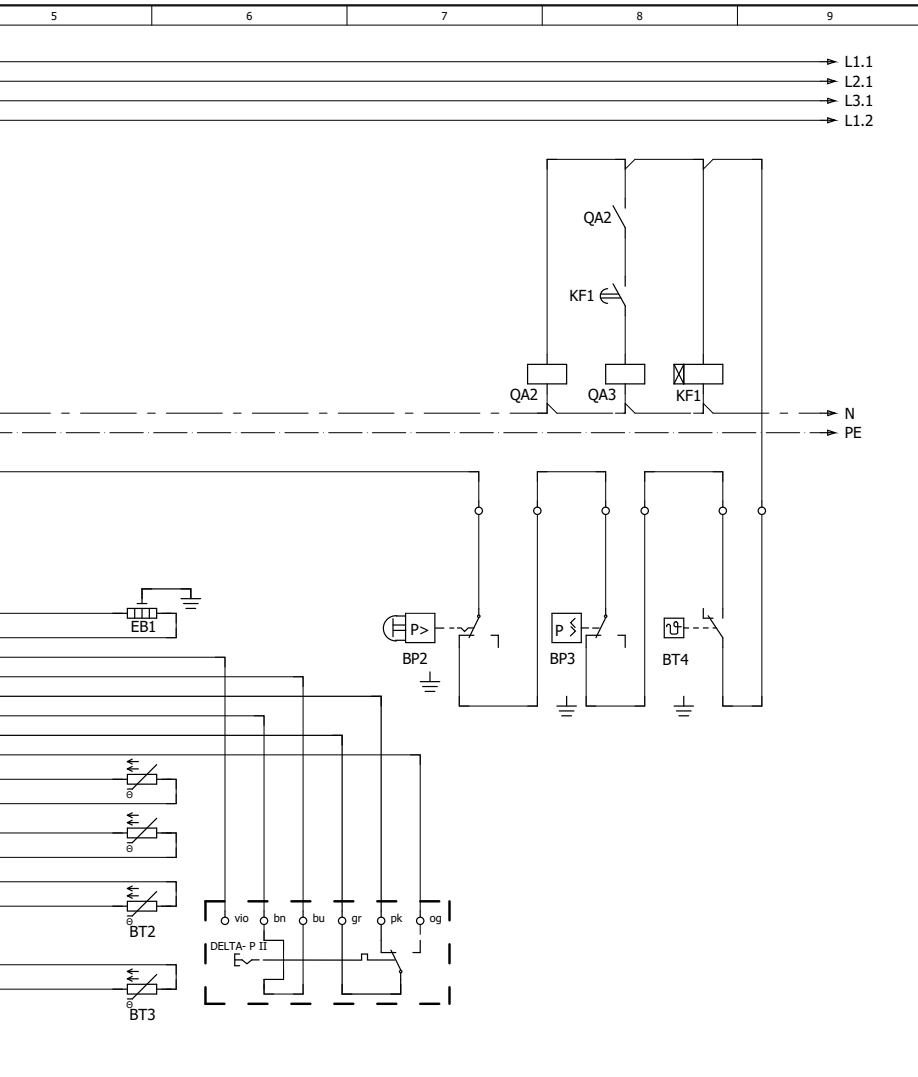 5 6 7 8 9
L1.1
L2.1
L3.1
L1.2
QA2
KF1
QA2 QA3 KF1
N
PE
EB1
P>
P
BP2 BP3 BT4
Θ
Θ
Θ
BT2
vio bn bu gr pk og
DELTA- P II
Θ
BT3